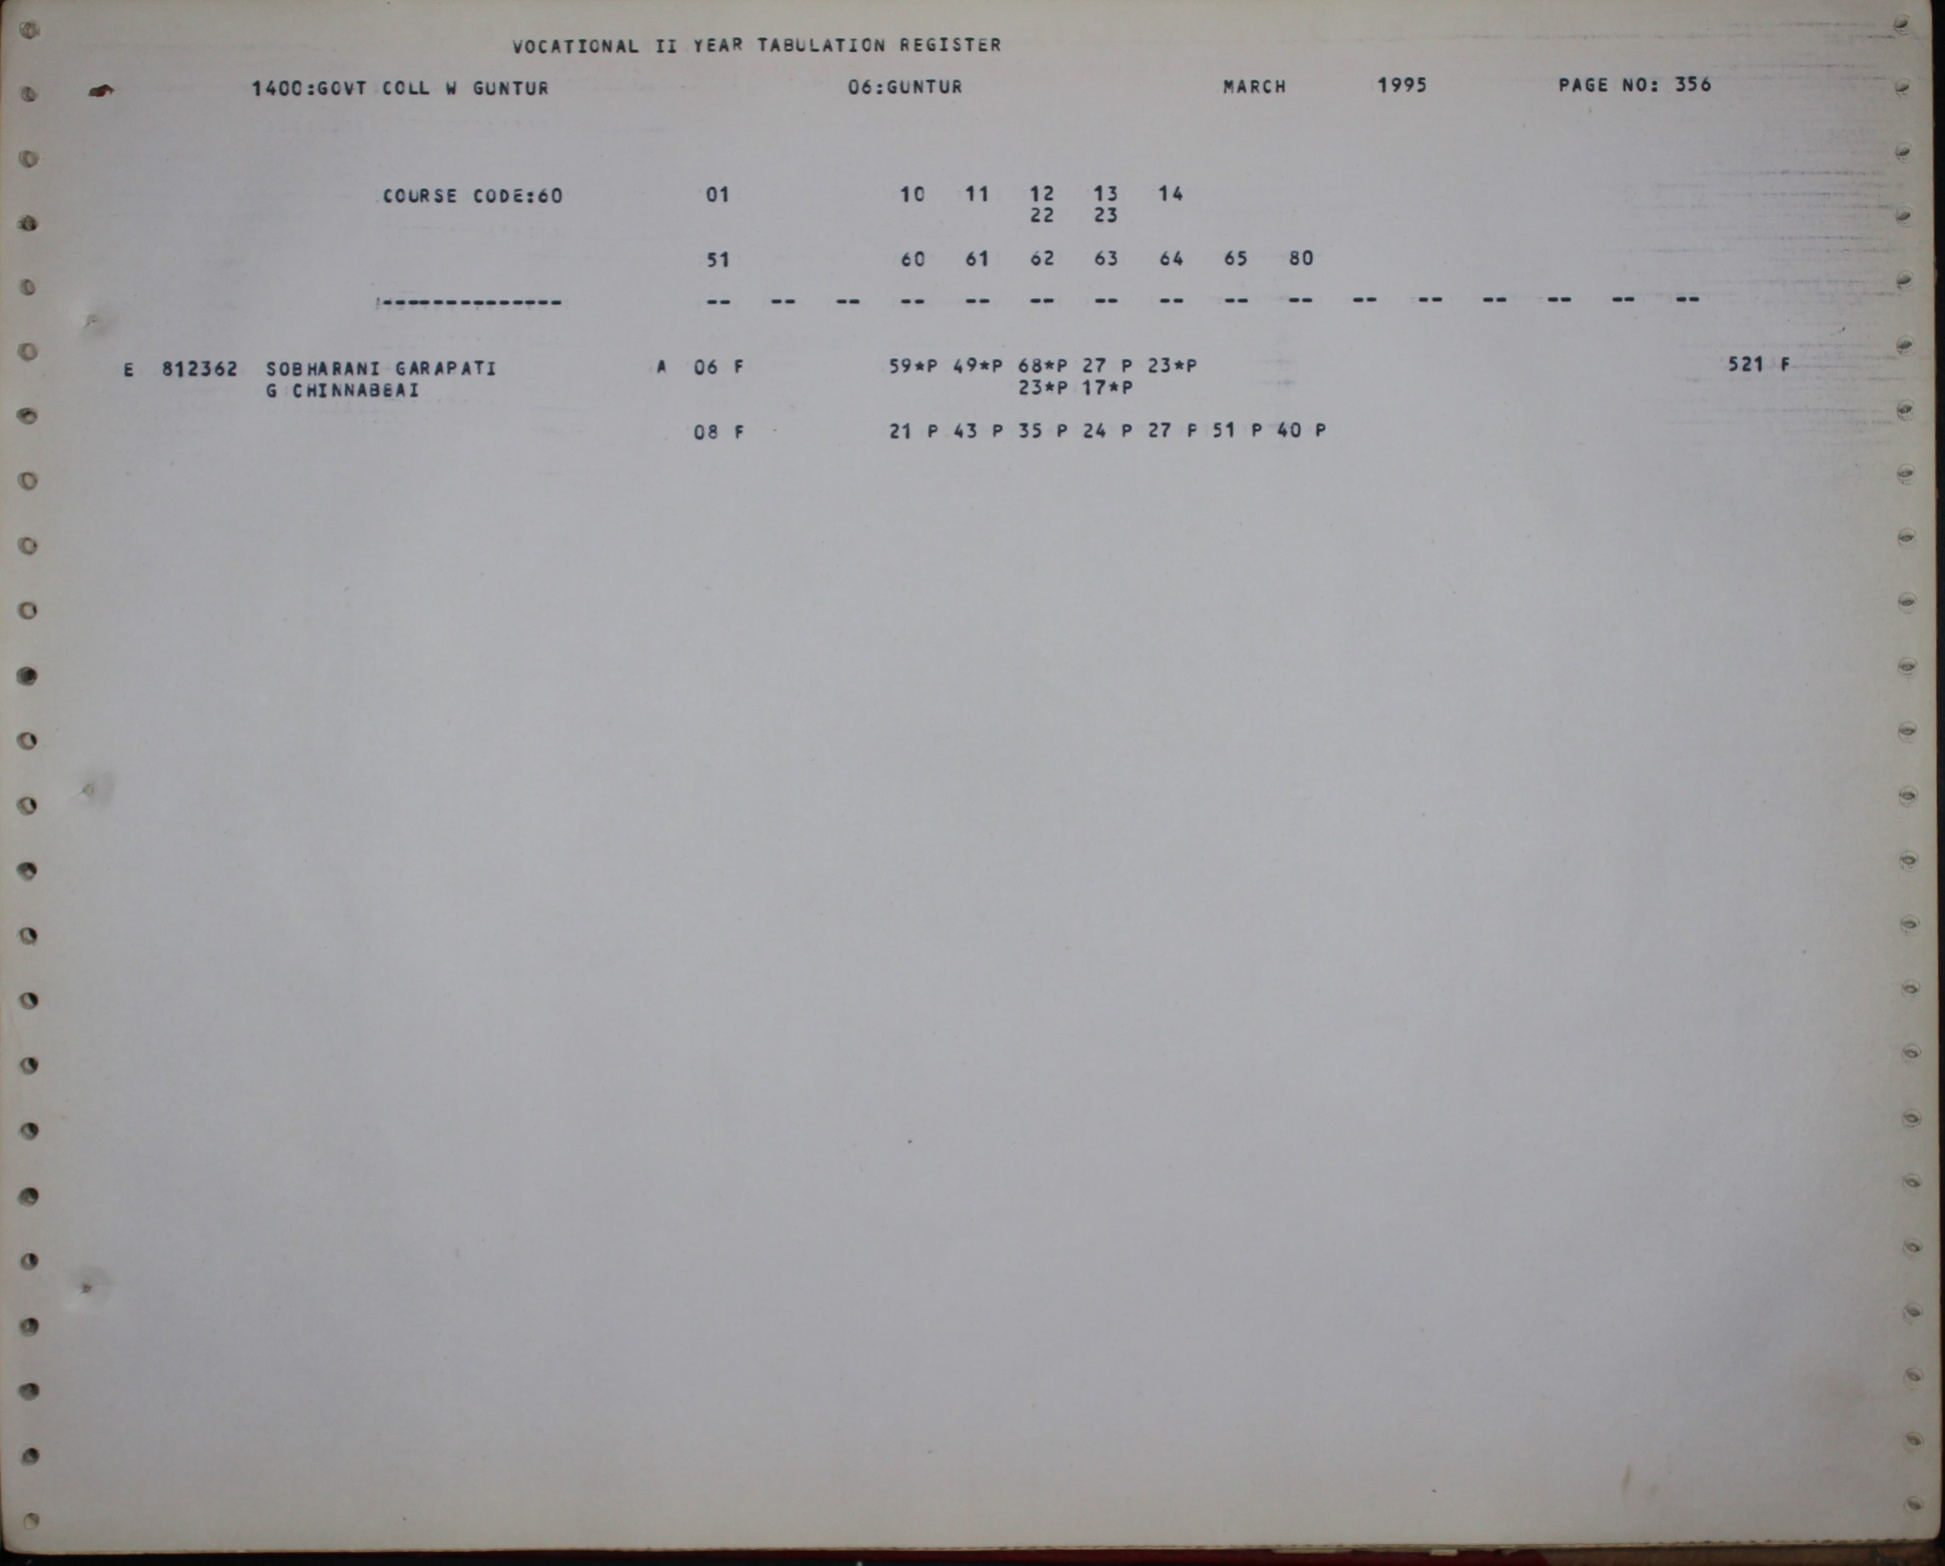 VOCATIONAL II YEAR TABULATION REGISTER
1400:GOVT COLL W GUNTUR 06:GUNTUR MARCH 1995 PAGE NO: 356
COURSE CODE:60 01 10 11 12 13 14
22 23
51 60 61 62 63 64 65 80
-------------- -- -- -- -- -- -- -- -- -- -- -- -- -- -- -- --
E 812362 SOBHARANI GARAPATI A 06 F 59*P 49*P 68*P 27 P 23*P 521 F
G CHINNABEAI 23*P 17*P
08 F 21 P 43 P 35 P 24 P 27 P 51 P 40 P